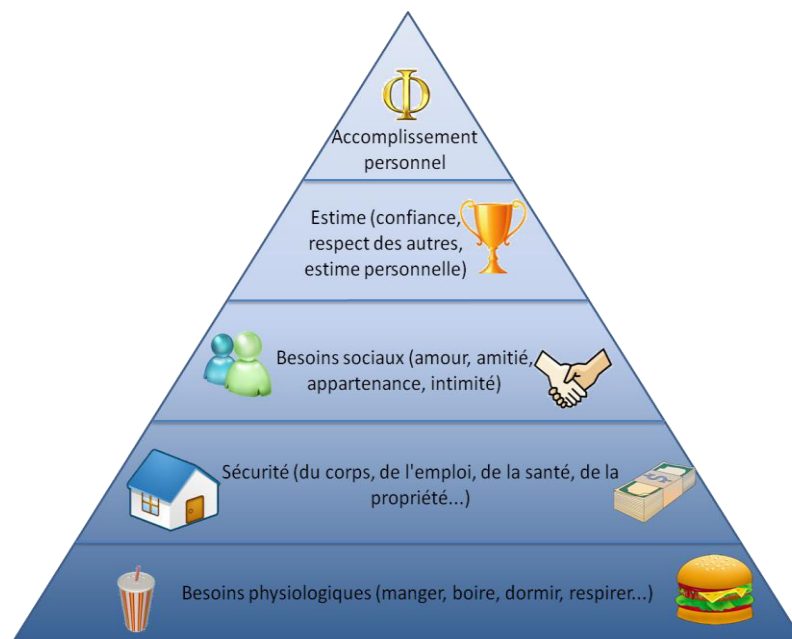 Φ
Accomplissement
personnel
Estime (confiance,
respect des autres,
estime personnelle)
Besoins sociaux (amour, amitié,
appartenance, intimité)
Sécurité (du corps, de l'emploi, de la santé, de la
propriété...)
Besoins physiologiques (manger, boire, dormir, respirer...)